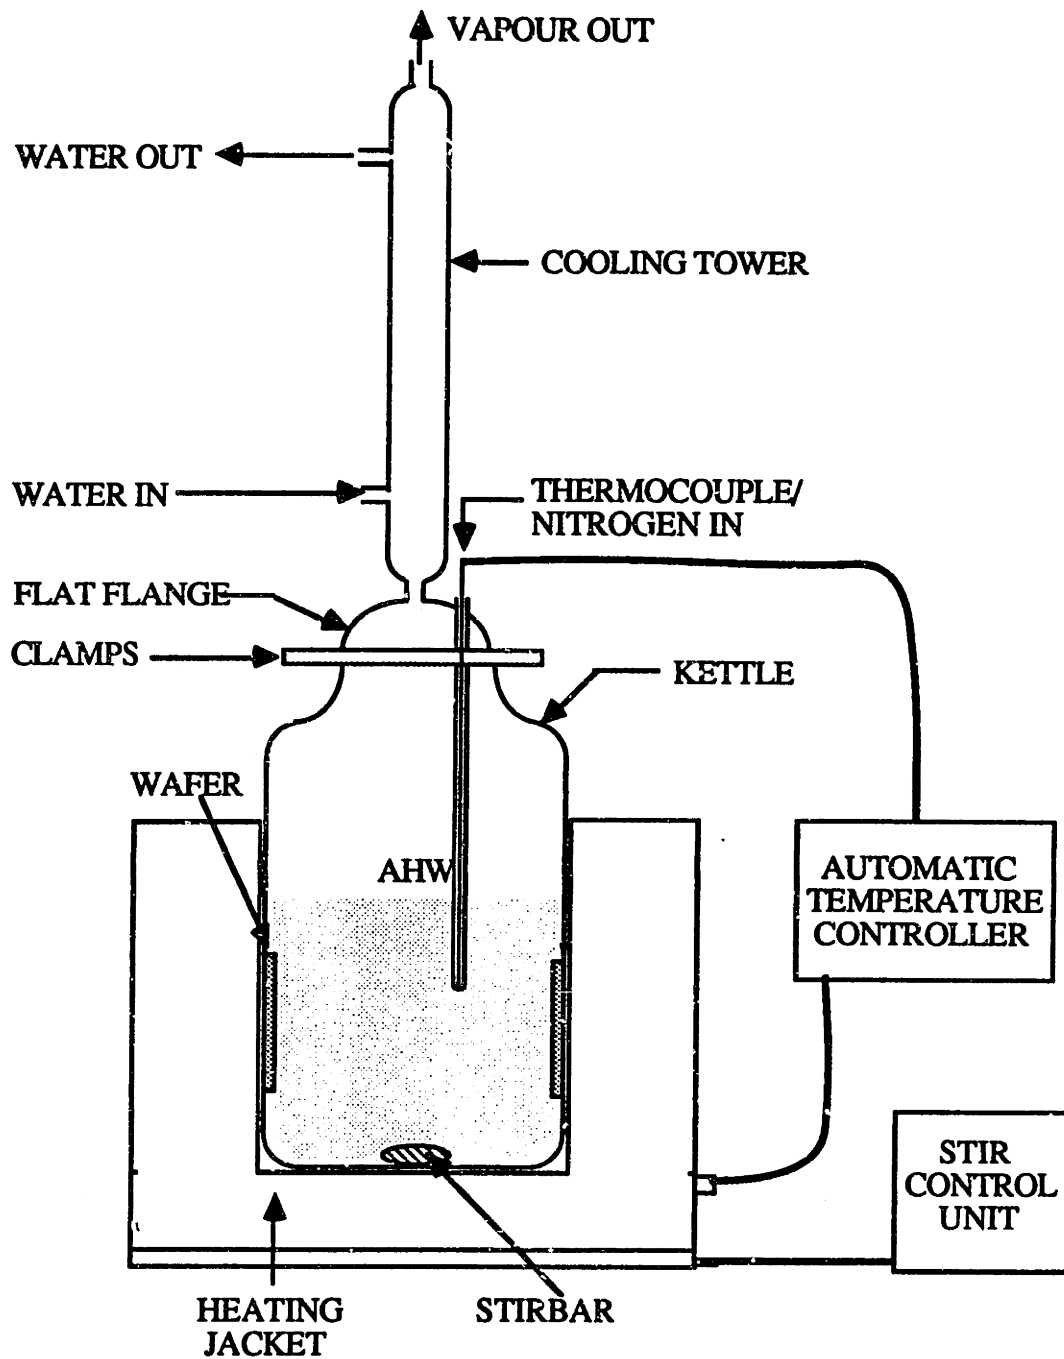 VAPOUR OUT
WATER OUT
COOLING TOWER
WATER IN
THERMOCOUPLE/
NITROGEN IN
FLAT FLANGE
CLAMPS
KETTLE
WAFER
AHW
AUTOMATIC
TEMPERATURE
CONTROLLER
STIR
CONTROL
UNIT
HEATING
JACKET
STIRBAR